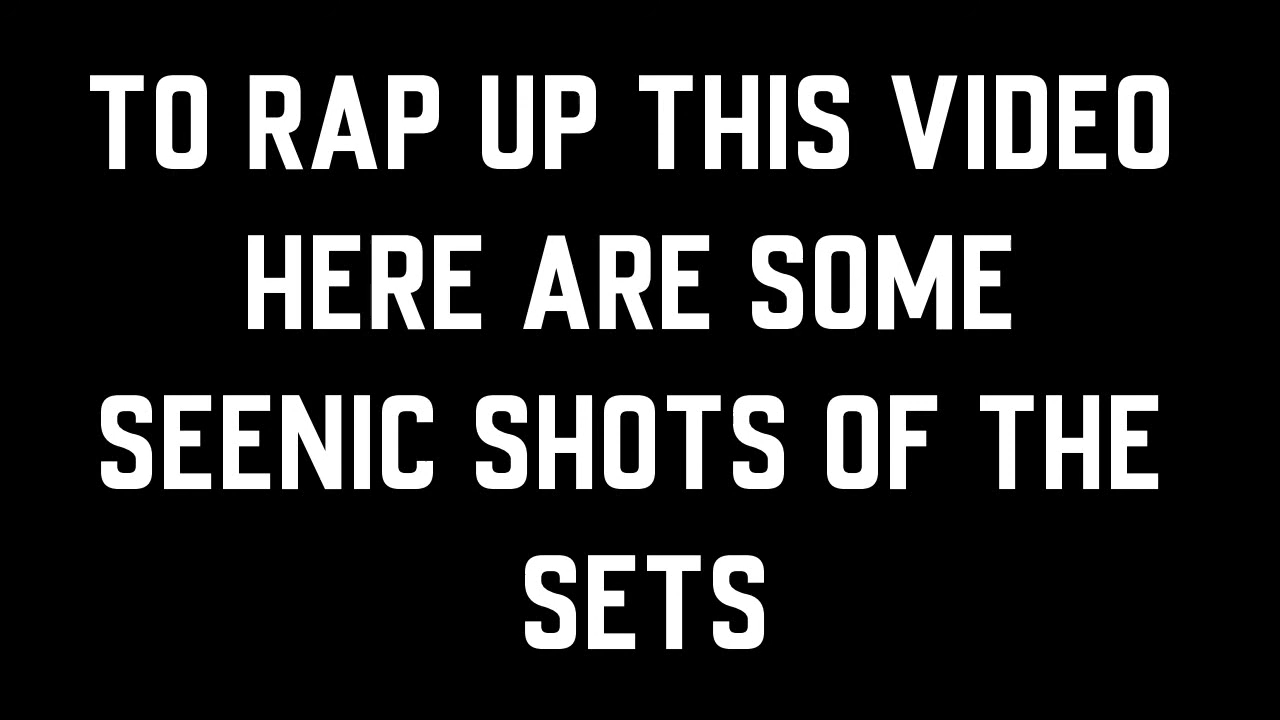 TO RAP UP THIS VIDEO
HERE ARE SOME
SEENIC SHOTS OF THE
SETS